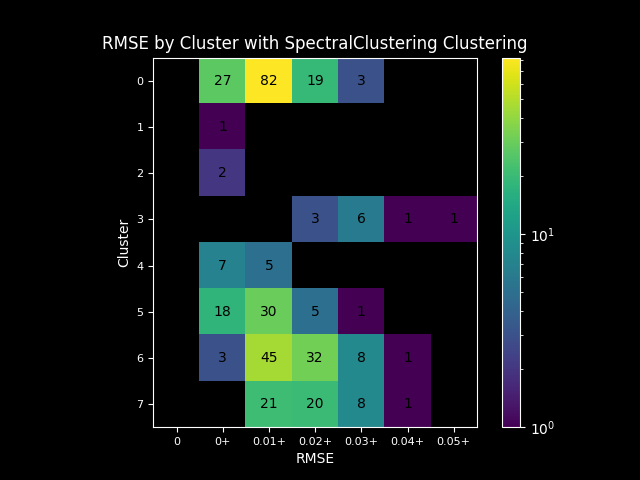 RMSE by Cluster with SpectralClustering Clustering
0 27 82 19 3
1 1
2 2
3 3 6 1 1
4 7 5
5 18 30 5 1
6 3 45 32 8 1
7 21 20 8 1
0 0+ 0.01+ 0.02+ 0.03+ 0.04+ 0.05+
RMSE
Cluster
10^1
10^0